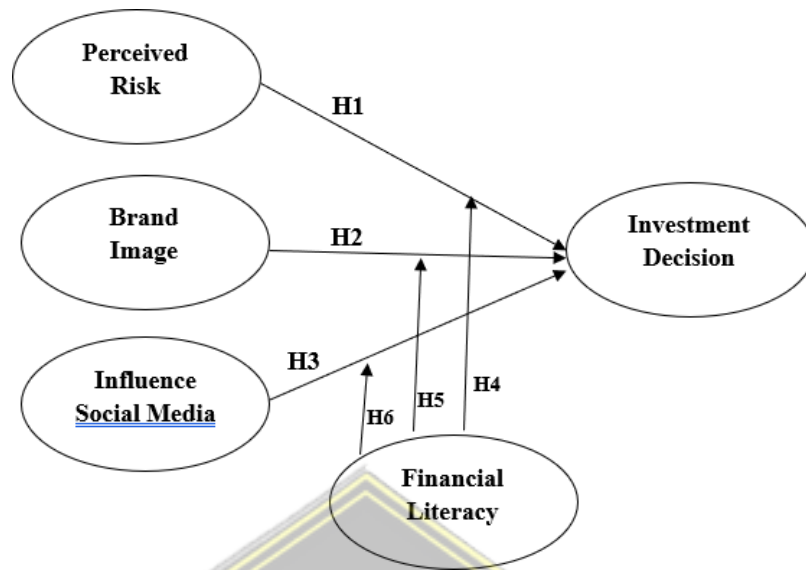 Perceived
Risk
H1
Brand
Image
H2
Investment
Decision
Influence
Social Media
H3
H6
H5
H4
Financial
Literacy